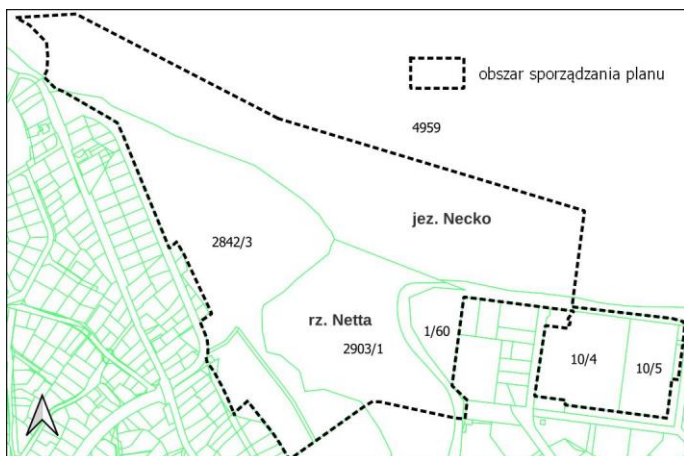 obszar sporządzania planu
4959
jez. Necko
2842/3
rz. Netta
2903/1
1/60
10/4
10/5